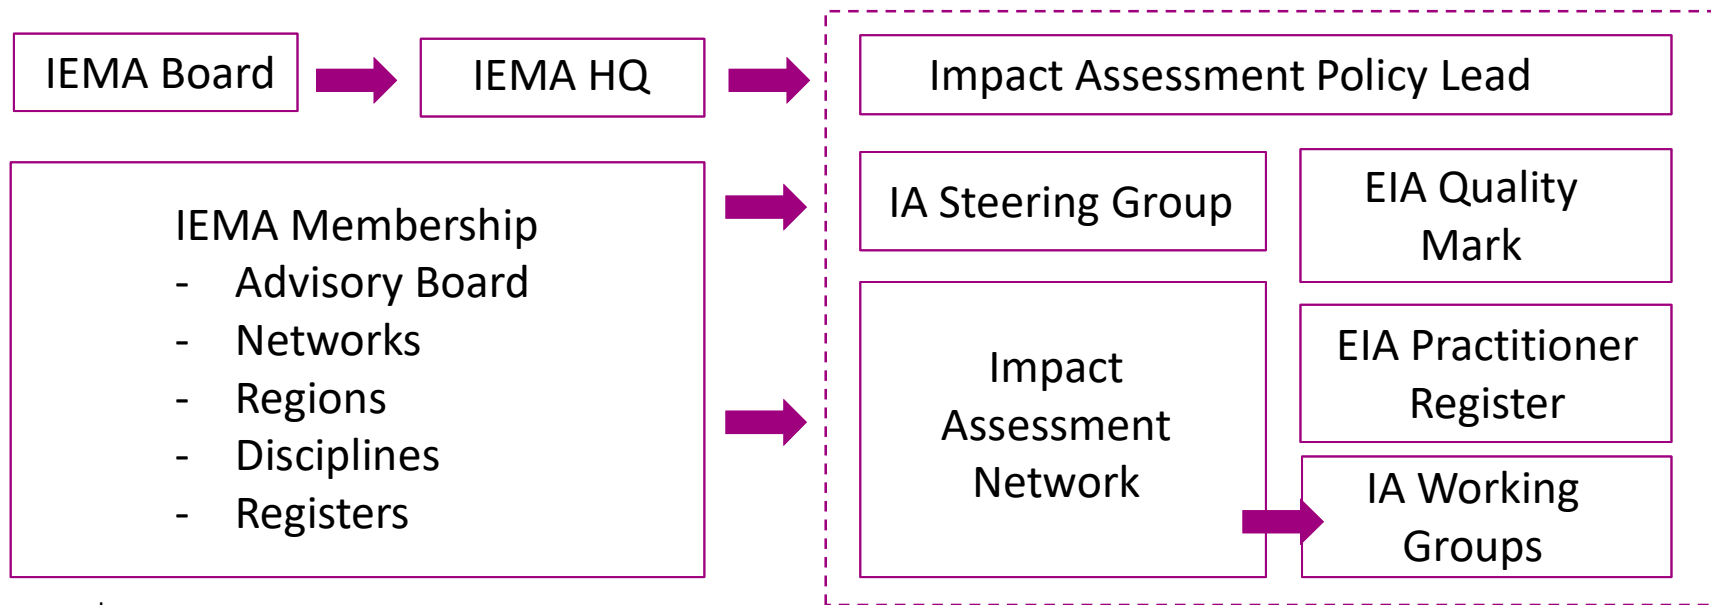 IEMA Board
IEMA HQ
Impact Assessment Policy Lead
IEMA Membership
- Advisory Board
- Networks
- Regions
- Disciplines
- Registers
IA Steering Group
EIA Quality
Mark
Impact
Assessment
Network
EIA Practitioner
Register
IA Working
Groups